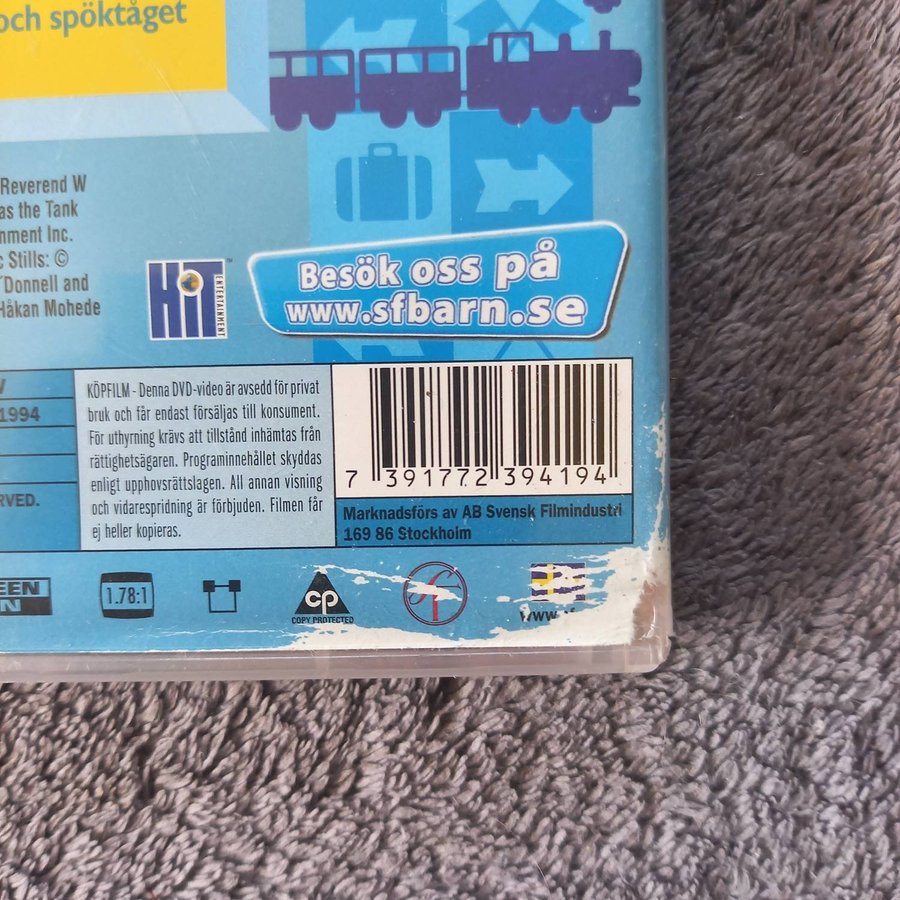 och spöktåget
Reverend W
as the Tank
nment Inc.
c Stills: ©
'Donnell and
Håkan Mohede
HiT
ENTERTAINMENT
™
Besök oss på
www.sfbarn.se
1994
RVED.
KÖPFILM - Denna DVD-video är avsedd för privat
bruk och får endast försäljas till konsument.
För uthyrning krävs att tillstånd inhämtas från
rättighetsägaren. Programinnehållet skyddas
enligt upphovsrättslagen. All annan visning
och vidarespridning är förbjuden. Filmen får
ej heller kopieras.
7 391772 394194
Marknadsförs av AB Svensk Filmindustri
169 86 Stockholm
EEN
N
1.78:1
CP
COPY PROTECTED
SF
www.